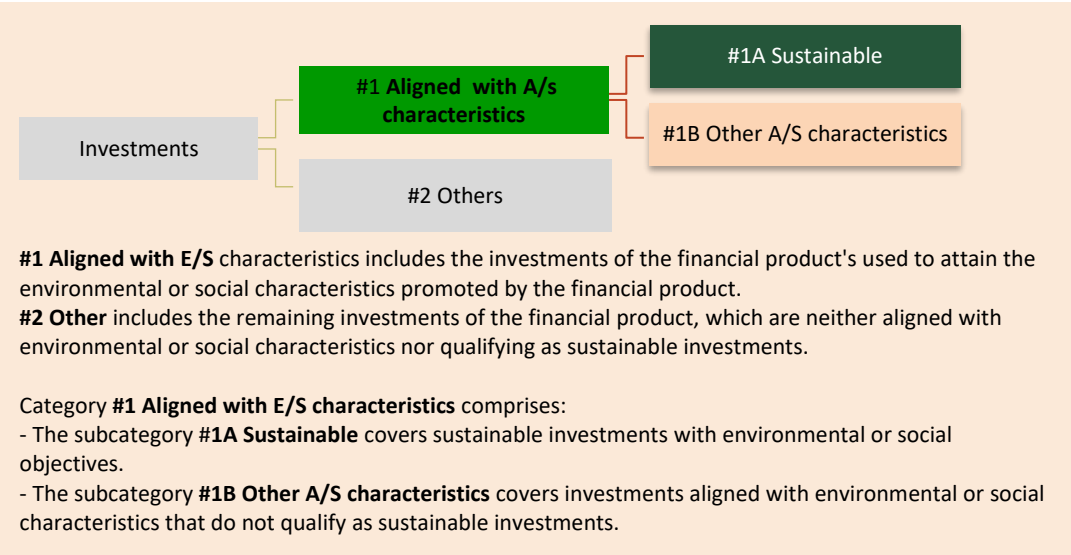 #1A Sustainable
#1 Aligned with A/s
characteristics
#1B Other A/S characteristics
Investments
#2 Others
#1 Aligned with E/S characteristics includes the investments of the financial product's used to attain the
environmental or social characteristics promoted by the financial product.
#2 Other includes the remaining investments of the financial product, which are neither aligned with
environmental or social characteristics nor qualifying as sustainable investments.
Category #1 Aligned with E/S characteristics comprises:
- The subcategory #1A Sustainable covers sustainable investments with environmental or social
objectives.
- The subcategory #1B Other A/S characteristics covers investments aligned with environmental or social
characteristics that do not qualify as sustainable investments.